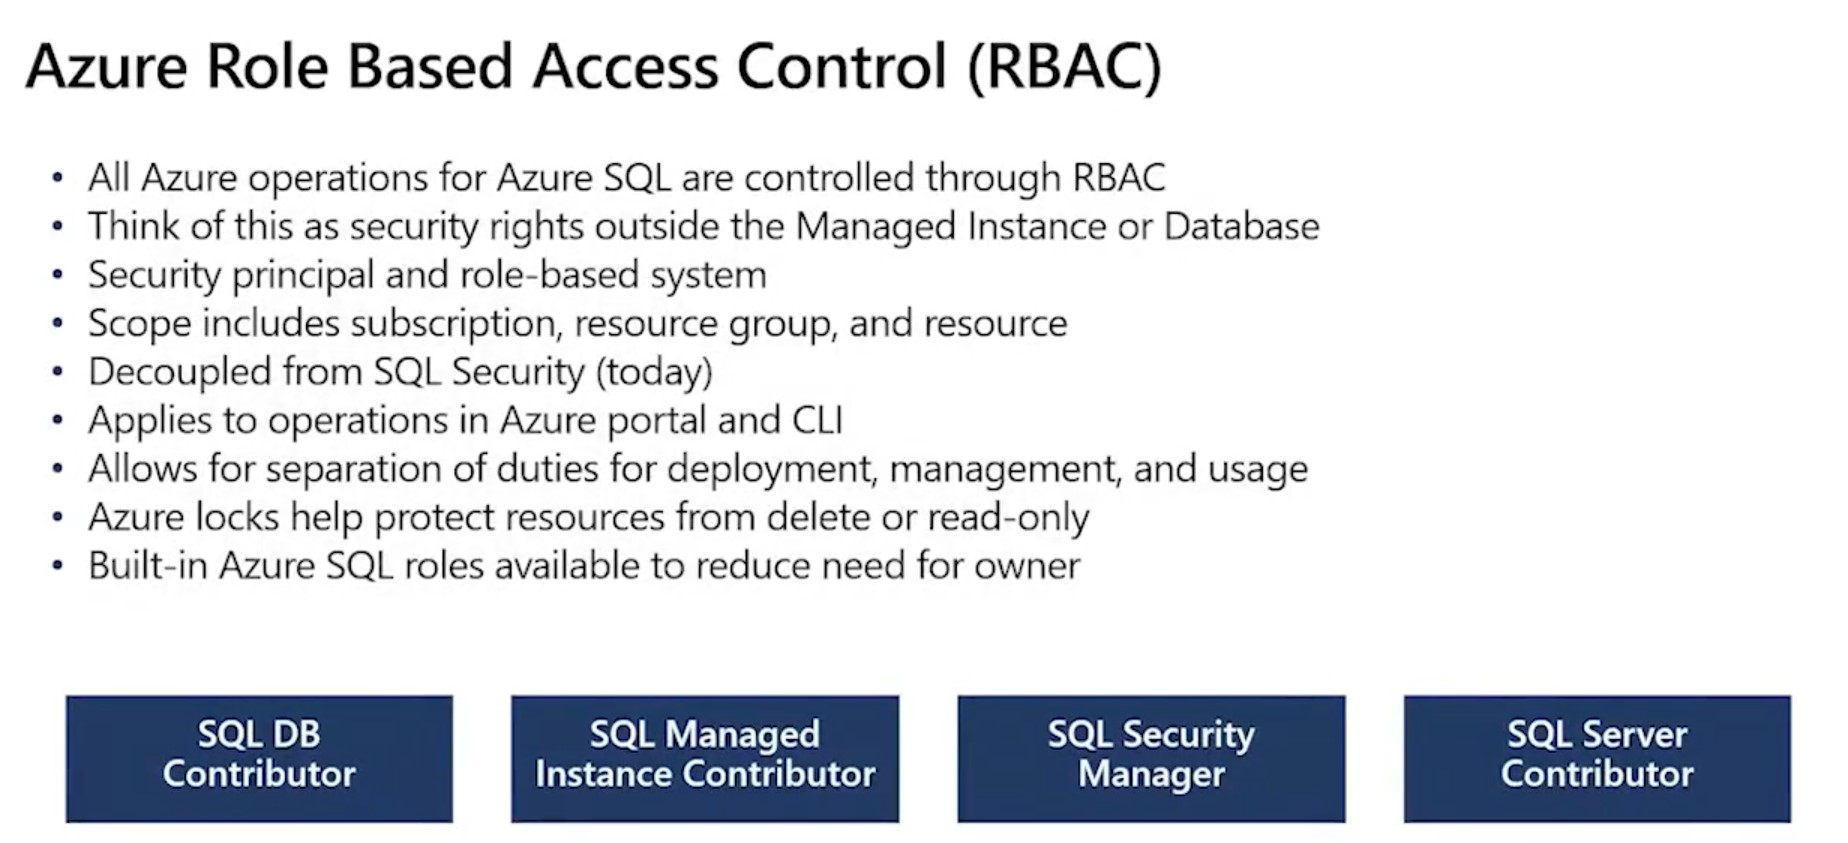 Azure Role Based Access Control (RBAC)
• All Azure operations for Azure SQL are controlled through RBAC
• Think of this as security rights outside the Managed Instance or Database
• Security principal and role-based system
• Scope includes subscription, resource group, and resource
• Decoupled from SQL Security (today)
• Applies to operations in Azure portal and CLI
• Allows for separation of duties for deployment, management, and usage
• Azure locks help protect resources from delete or read-only
• Built-in Azure SQL roles available to reduce need for owner
SQL DB
Contributor
SQL Managed
Instance Contributor
SQL Security
Manager
SQL Server
Contributor